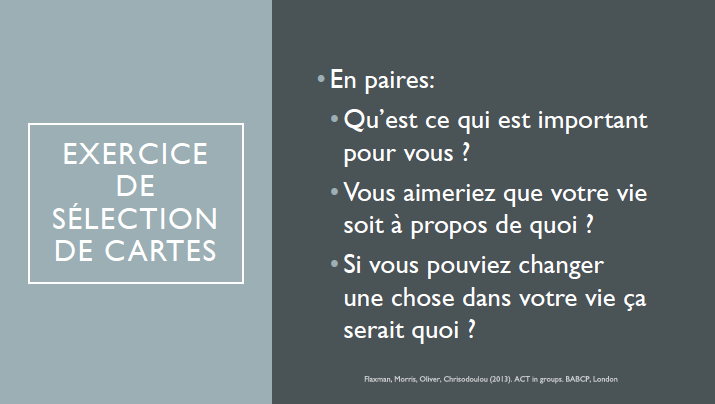 EXERCICE
DE
SÉLECTION
DE CARTES
• En paires:
• Qu’est ce qui est important
pour vous ?
• Vous aimeriez que votre vie
soit à propos de quoi ?
• Si vous pouviez changer
une chose dans votre vie ça
serait quoi ?
Flaxman, Morris, Oliver, Chrisodoulou (2013). ACT in groups. BABCP, London